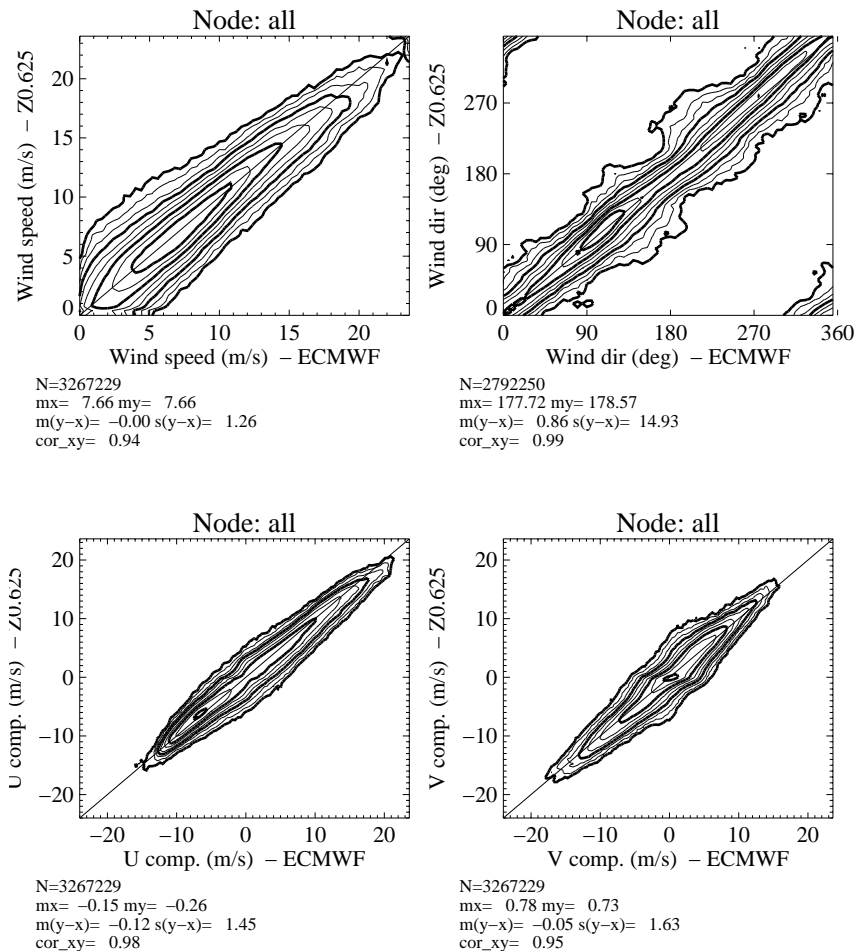 Node: all
Wind speed (m/s) − Z0.625
20
15
10
5
0
0 5 10 15 20
Wind speed (m/s) − ECMWF
N=3267229
mx= 7.66 my= 7.66
m(y−x)= −0.00 s(y−x)= 1.26
cor_xy= 0.94
Node: all
Wind dir (deg) − Z0.625
270
180
90
0
0 90 180 270 360
Wind dir (deg) − ECMWF
N=2792250
mx= 177.72 my= 178.57
m(y−x)= 0.86 s(y−x)= 14.93
cor_xy= 0.99
Node: all
U comp. (m/s) − Z0.625
20
10
0
−10
−20
−20 −10 0 10 20
U comp. (m/s) − ECMWF
N=3267229
mx= −0.15 my= −0.26
m(y−x)= −0.12 s(y−x)= 1.45
cor_xy= 0.98
Node: all
V comp. (m/s) − Z0.625
20
10
0
−10
−20
−20 −10 0 10 20
V comp. (m/s) − ECMWF
N=3267229
mx= 0.78 my= 0.73
m(y−x)= −0.05 s(y−x)= 1.63
cor_xy= 0.95